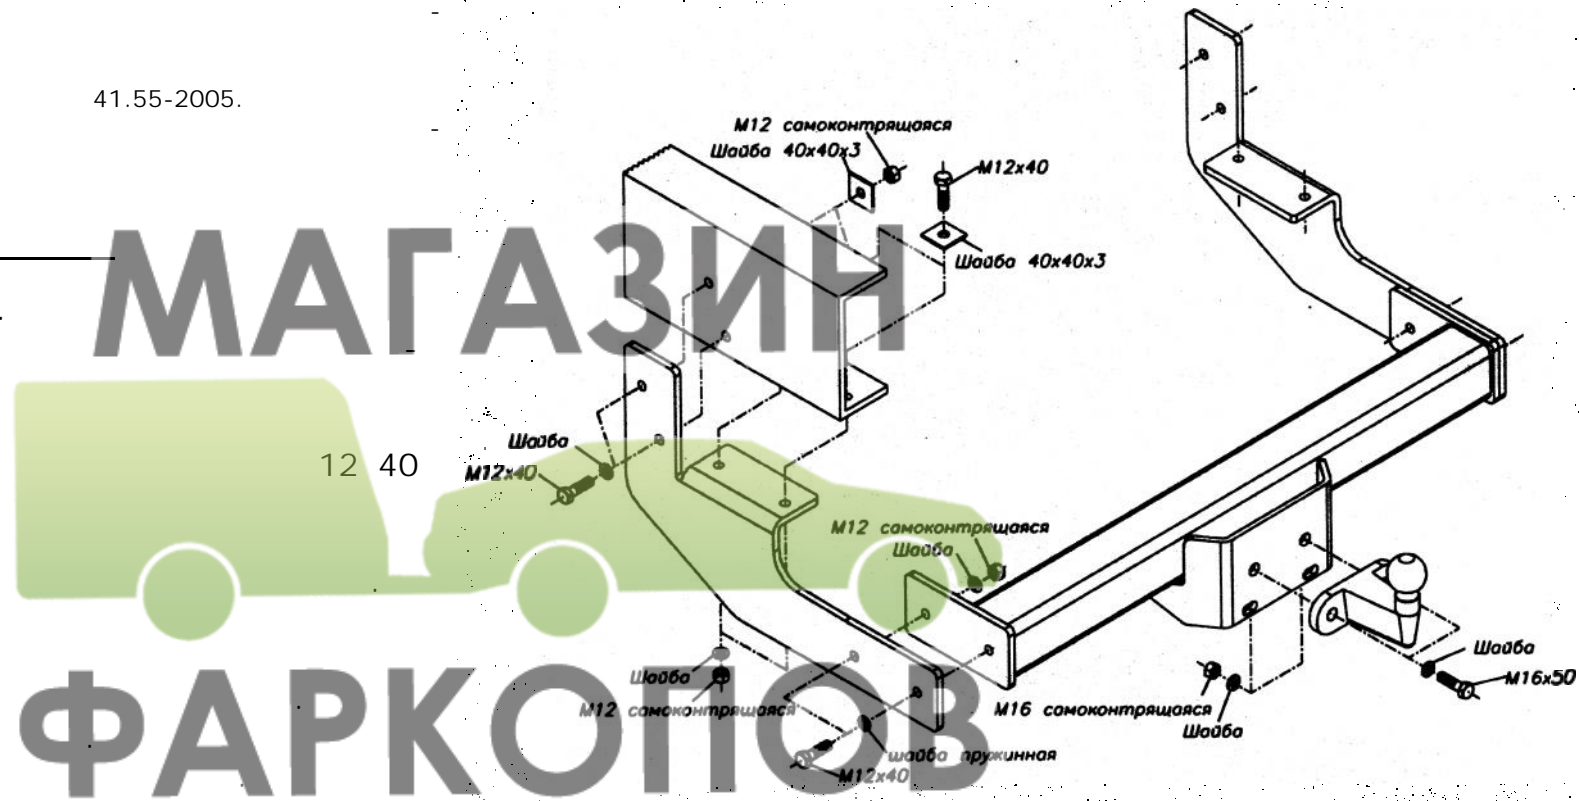 41.55-2005.
М12 самоконтрящаяся
Шайба 40х40х3
М12х40
Шайба 40х40х3
МАГАЗИН
Шайба
12 40
М12х40
М12 самоконтрящаяся
Шайба
Шайба
М12 самоконтрящаяся
Шайба
М16х50
М16 самоконтрящаяся
Шайба
ФАРКОПОВ
шайба пружинная
М12х40